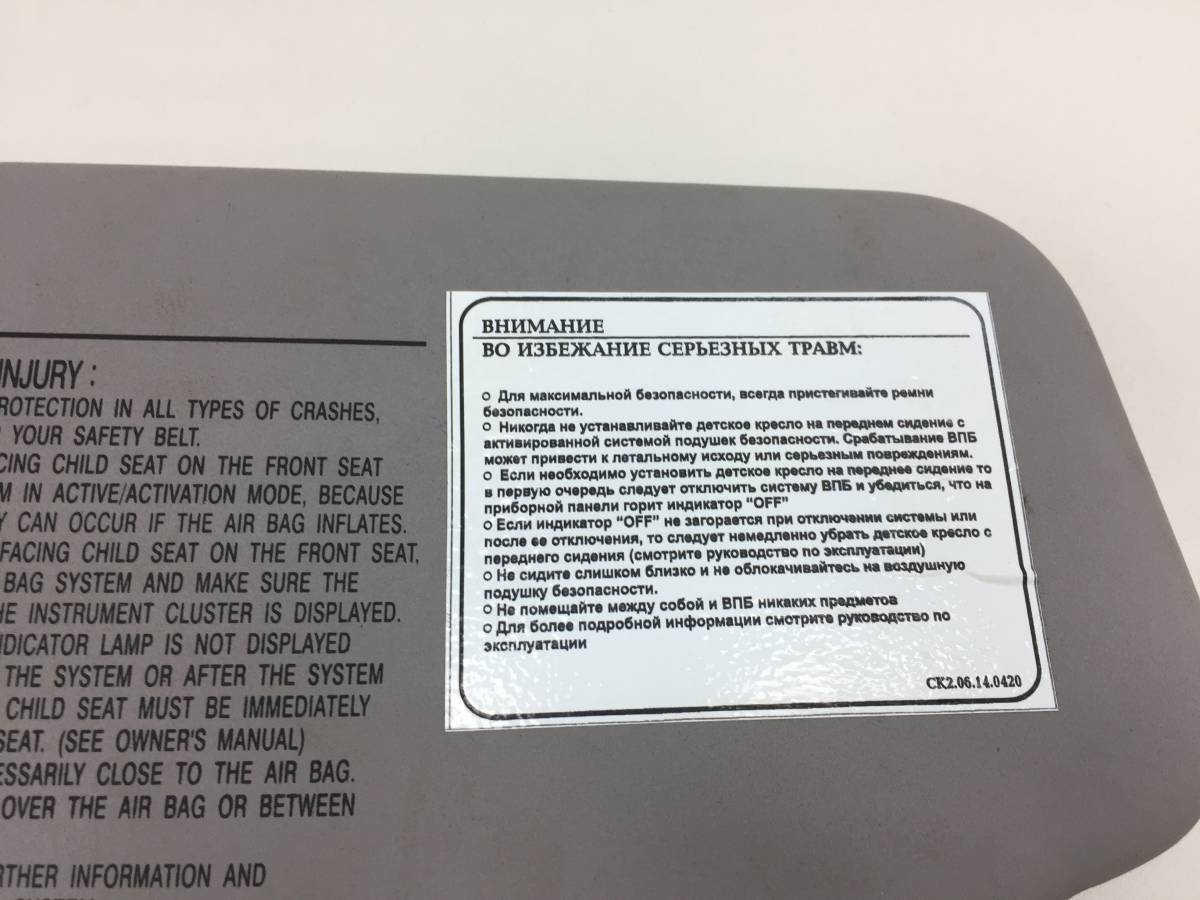 INJURY :
ROTECTION IN ALL TYPES OF CRASHES,
YOUR SAFETY BELT.
CING CHILD SEAT ON THE FRONT SEAT
M IN ACTIVE/ACTIVATION MODE, BECAUSE
Y CAN OCCUR IF THE AIR BAG INFLATES.
FACING CHILD SEAT ON THE FRONT SEAT,
BAG SYSTEM AND MAKE SURE THE
HE INSTRUMENT CLUSTER IS DISPLAYED.
NDICATOR LAMP IS NOT DISPLAYED
THE SYSTEM OR AFTER THE SYSTEM
CHILD SEAT MUST BE IMMEDIATELY
SEAT. (SEE OWNER'S MANUAL)
ESSARILY CLOSE TO THE AIR BAG.
OVER THE AIR BAG OR BETWEEN
RTHER INFORMATION AND
ВНИМАНИЕ
ВО ИЗБЕЖАНИЕ СЕРЬЕЗНЫХ ТРАВМ:
○ Для максимальной безопасности, всегда пристегивайте ремни
безопасности.
○ Никогда не устанавливайте детское кресло на переднем сидение с
активированной системой подушек безопасности. Срабатывание ВПБ
может привести к летальному исходу или серьезным повреждениям.
○ Если необходимо установить детское кресло на переднее сидение то
в первую очередь следует отключить систему ВПБ и убедиться, что на
приборной панели горит индикатор "OFF"
○ Если индикатор "OFF" не загорается при отключении системы или
после ее отключения, то следует немедленно убрать детское кресло с
переднего сидения (смотрите руководство по эксплуатации)
○ Не сидите слишком близко и не облокачивайтесь на воздушную
подушку безопасности.
○ Не помещайте между собой и ВПБ никаких предметов
○ Для более подробной информации смотрите руководство по
эксплуатации
СК2.06.14.0420